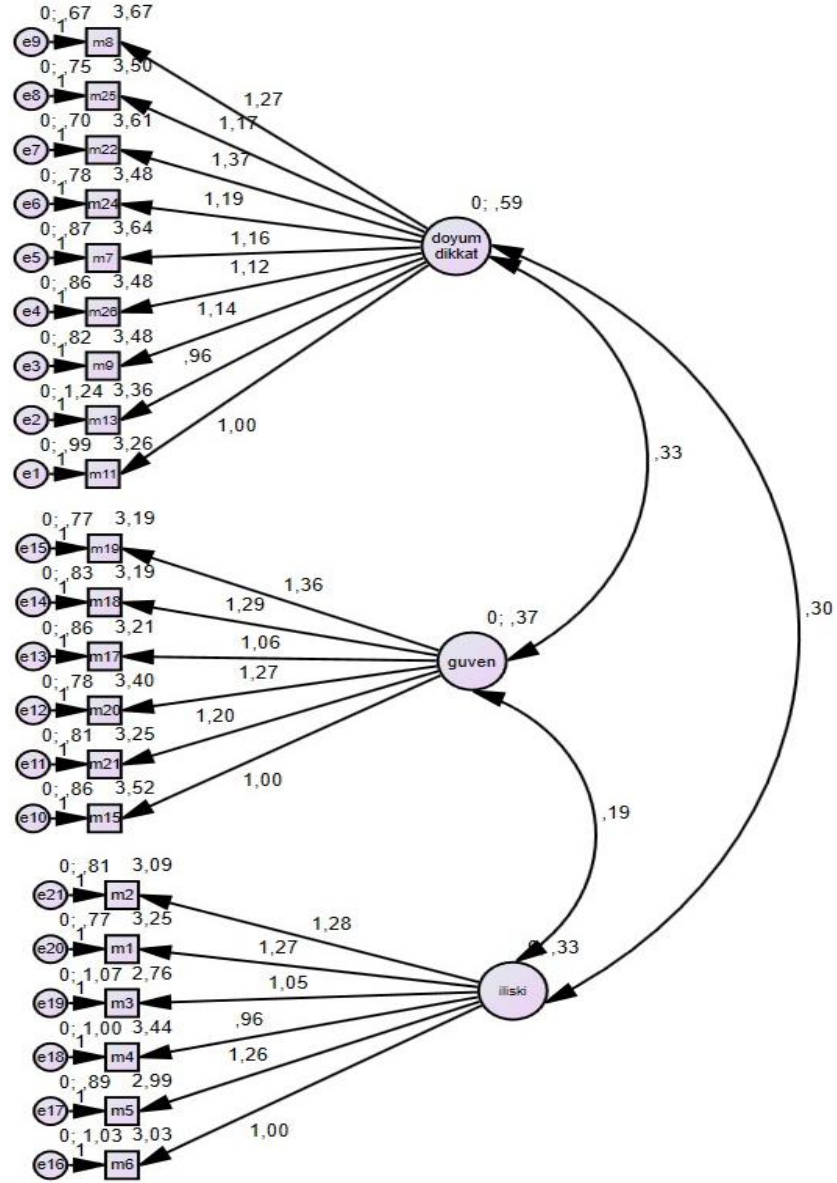 0; ,67 3,67
e9 1 m8
0; ,75 3,50
e8 1 m25
0; ,70 3,61
e7 1 m22
0; ,78 3,48
e6 1 m24
0; ,87 3,64
e5 1 m7
0; ,86 3,48
e4 1 m26
0; ,82 3,48
e3 1 m9
0; 1,24 3,36
e2 1 m13
0; ,99 3,26
e1 1 m11
1,27
1,17
1,37
1,19
1,16
1,12
1,14
,96
1,00
0; ,59
doyum
dikkat
,33
,30
0; ,77 3,19
e15 1 m19
0; ,83 3,19
e14 1 m18
0; ,86 3,21
e13 1 m17
0; ,78 3,40
e12 1 m20
0; ,81 3,25
e11 1 m21
0; ,86 3,52
e10 1 m15
1,36
1,29
1,06
1,27
1,20
1,00
0; ,37
guven
,19
0; ,81 3,09
e21 1 m2
0; ,77 3,25
e20 1 m1
0; 1,07 2,76
e19 1 m3
0; 1,00 3,44
e18 1 m4
0; ,89 2,99
e17 1 m5
0; 1,03 3,03
e16 1 m6
1,28
1,27
1,05
,96
1,26
1,00
,33
iliski